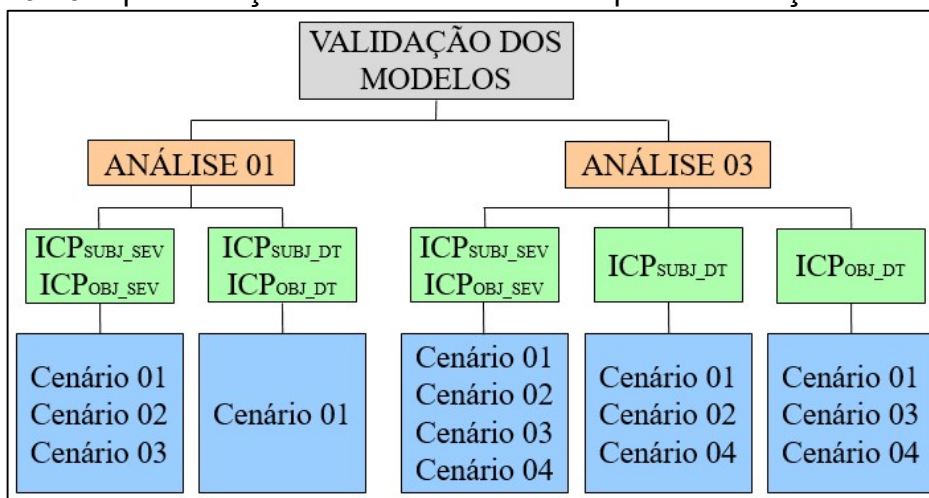 VALIDAÇÃO DOS
MODELOS
ANÁLISE 01
ANÁLISE 03
ICPSUBJ_SEV
ICPOBJ_SEV
ICPSUBJ_DT
ICPOBJ_DT
ICPSUBJ_SEV
ICPOBJ_SEV
ICPSUBJ_DT
ICPOBJ_DT
Cenário 01
Cenário 02
Cenário 03
Cenário 01
Cenário 01
Cenário 02
Cenário 03
Cenário 04
Cenário 01
Cenário 02
Cenário 04
Cenário 01
Cenário 03
Cenário 04